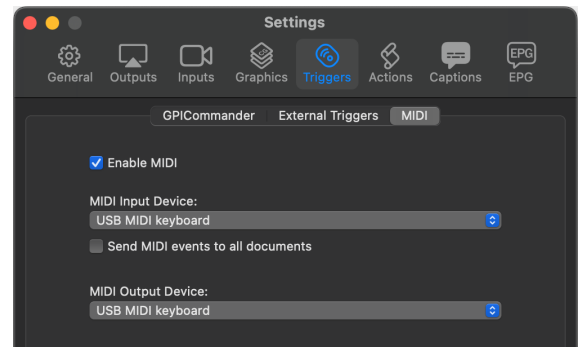 Settings
General Outputs Inputs Graphics Triggers Actions Captions EPG EPG
GPICommander External Triggers MIDI
Enable MIDI
MIDI Input Device:
USB MIDI keyboard
Send MIDI events to all documents
MIDI Output Device:
USB MIDI keyboard